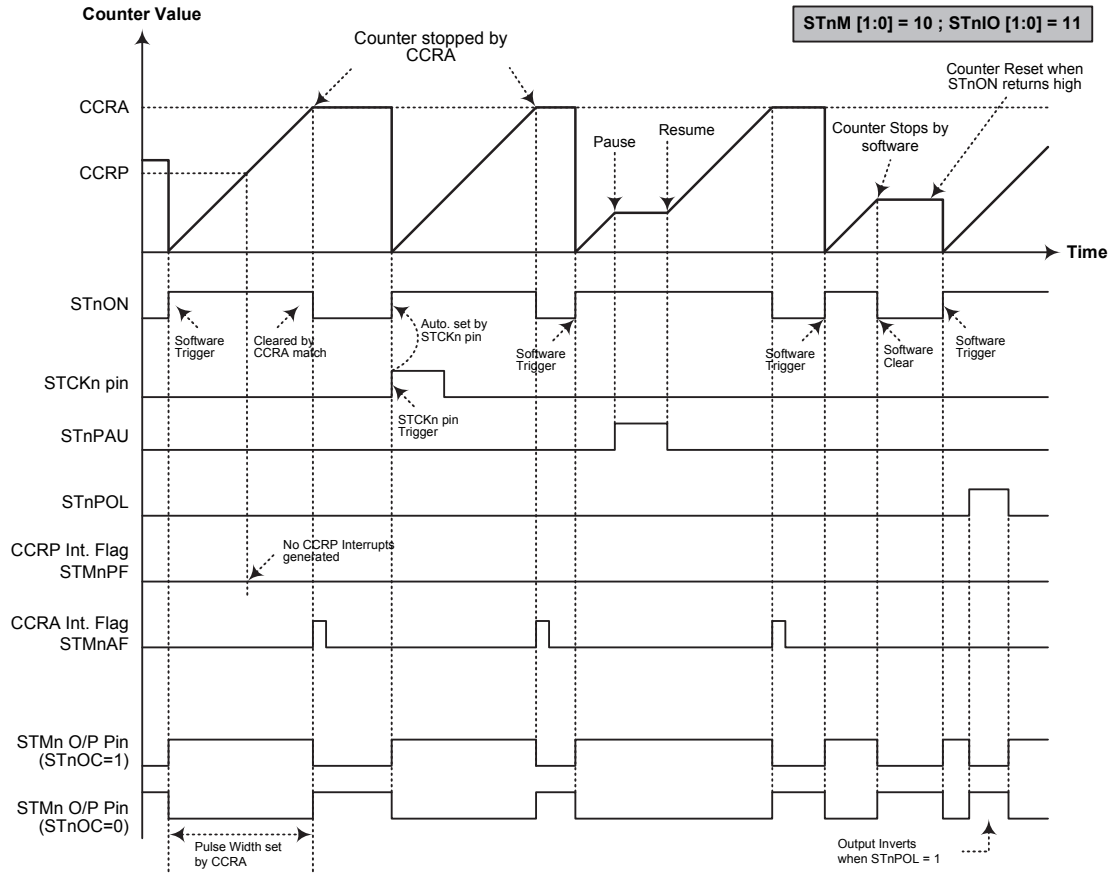 Counter Value
STnM [1:0] = 10 ; STnIO [1:0] = 11
Counter stopped by
CCRA
Counter Reset when
STnON returns high
CCRA
Pause
Resume
Counter Stops by
software
CCRP
Time
STnON
Software
Trigger
Cleared by
CCRA match
Auto. set by
STCKn pin
Software
Trigger
Software
Trigger
Software
Clear
Software
Trigger
STCKn pin
STCKn pin
Trigger
STnPAU
STnPOL
CCRP Int. Flag
STMnPF
No CCRP Interrupts
generated
CCRA Int. Flag
STMnAF
STMn O/P Pin
(STnOC=1)
STMn O/P Pin
(STnOC=0)
Pulse Width set
by CCRA
Output Inverts
when STnPOL = 1